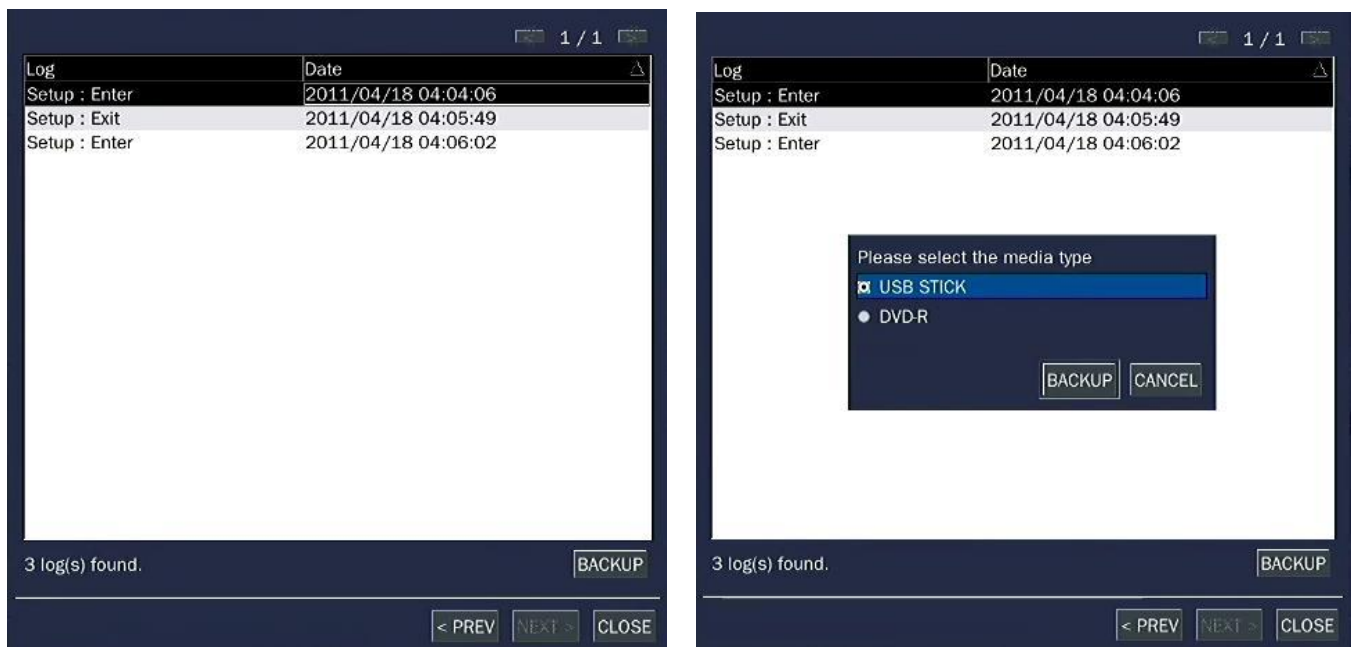 1/1
Log Date
Setup : Enter 2011/04/18 04:04:06
Setup : Exit 2011/04/18 04:05:49
Setup : Enter 2011/04/18 04:06:02
3 log(s) found. BACKUP
< PREV NEXT > CLOSE
1/1
Log Date
Setup : Enter 2011/04/18 04:04:06
Setup : Exit 2011/04/18 04:05:49
Setup : Enter 2011/04/18 04:06:02
Please select the media type
USB STICK
DVD-R
BACKUP CANCEL
3 log(s) found. BACKUP
< PREV NEXT > CLOSE